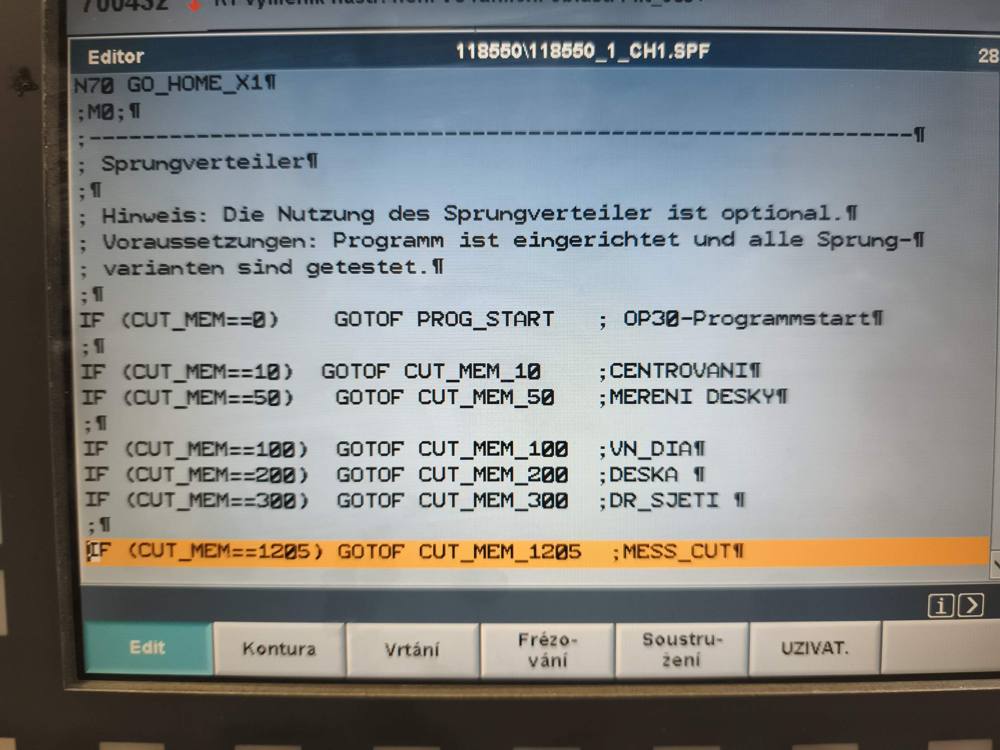 700432
Editor 118550\118550_1_CH1.SPF 28
N70 GO_HOME_X1¶
;M0;¶
;---------------------------------------------------------------¶
; Sprungverteiler¶
;¶
; Hinweis: Die Nutzung des Sprungverteiler ist optional.¶
; Voraussetzungen: Programm ist eingerichtet und alle Sprung-¶
; varianten sind getestet.¶
;¶
IF (CUT_MEM==0) GOTOF PROG_START ; OP30-Programmstart¶
;¶
IF (CUT_MEM==10) GOTOF CUT_MEM_10 ;CENTROVANI¶
IF (CUT_MEM==50) GOTOF CUT_MEM_50 ;MERENI DESKY¶
;¶
IF (CUT_MEM==100) GOTOF CUT_MEM_100 ;VN_DIA¶
IF (CUT_MEM==200) GOTOF CUT_MEM_200 ;DESKA ¶
IF (CUT_MEM==300) GOTOF CUT_MEM_300 ;DR_SJETI ¶
;¶
IF (CUT_MEM==1205) GOTOF CUT_MEM_1205 ;MESS_CUT¶
Edit
Kontura
Vrtání
Frézo-
vání
Soustru-
žení
UZIVAT.